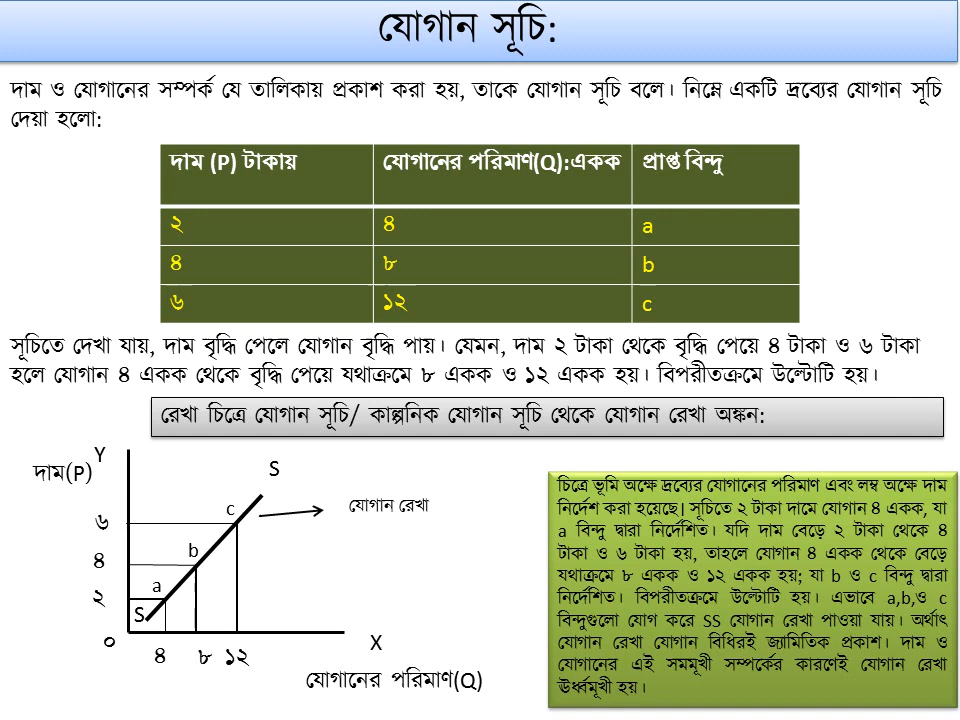 যোগান সূচি:
দাম ও যোগানের সম্পর্ক যে তালিকায় প্রকাশ করা হয়, তাকে যোগান সূচি বলে। নিম্নে একটি দ্রব্যের যোগান সূচি
দেয়া হলো:
দাম (P) টাকায় যোগানের পরিমাণ(Q):একক প্রাপ্ত বিন্দু
২ ৪ a
৪ ৮ b
৬ ১২ c
সূচিতে দেখা যায়, দাম বৃদ্ধি পেলে যোগান বৃদ্ধি পায়। যেমন, দাম ২ টাকা থেকে বৃদ্ধি পেয়ে ৪ টাকা ও ৬ টাকা
হলে যোগান ৪ একক থেকে বৃদ্ধি পেয়ে যথাক্রমে ৮ একক ও ১২ একক হয়। বিপরীতক্রমে উল্টোটি হয়।
রেখা চিত্রে যোগান সূচি/ কাল্পনিক যোগান সূচি থেকে যোগান রেখা অঙ্কন:
Y
দাম(P)
S
c
যোগান রেখা
৬
b
৪
a
২
S
০
X
৪ ৮ ১২
যোগানের পরিমাণ(Q)
চিত্রে ভূমি অক্ষে দ্রব্যের যোগানের পরিমাণ এবং লম্ব অক্ষে দাম
নির্দেশ করা হয়েছে। সূচিতে ২ টাকা দামে যোগান ৪ একক, যা
a বিন্দু দ্বারা নির্দেশিত। যদি দাম বেড়ে ২ টাকা থেকে ৪
টাকা ও ৬ টাকা হয়, তাহলে যোগান ৪ একক থেকে বেড়ে
যথাক্রমে ৮ একক ও ১২ একক হয়; যা b ও c বিন্দু দ্বারা
নির্দেশিত। বিপরীতক্রমে উল্টোটি হয়। এভাবে a,b,ও c
বিন্দুগুলো যোগ করে SS যোগান রেখা পাওয়া যায়। অর্থাৎ
যোগান রেখা যোগান বিধিরই জ্যামিতিক প্রকাশ। দাম ও
যোগানের এই সমমূখী সম্পর্কের কারণেই যোগান রেখা
ঊর্ধ্বমূখী হয়।